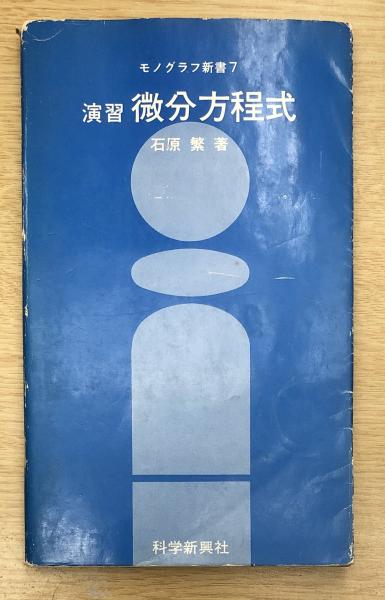 モノグラフ新書7
演習 微分方程式
石原 繁 著
科学新興社